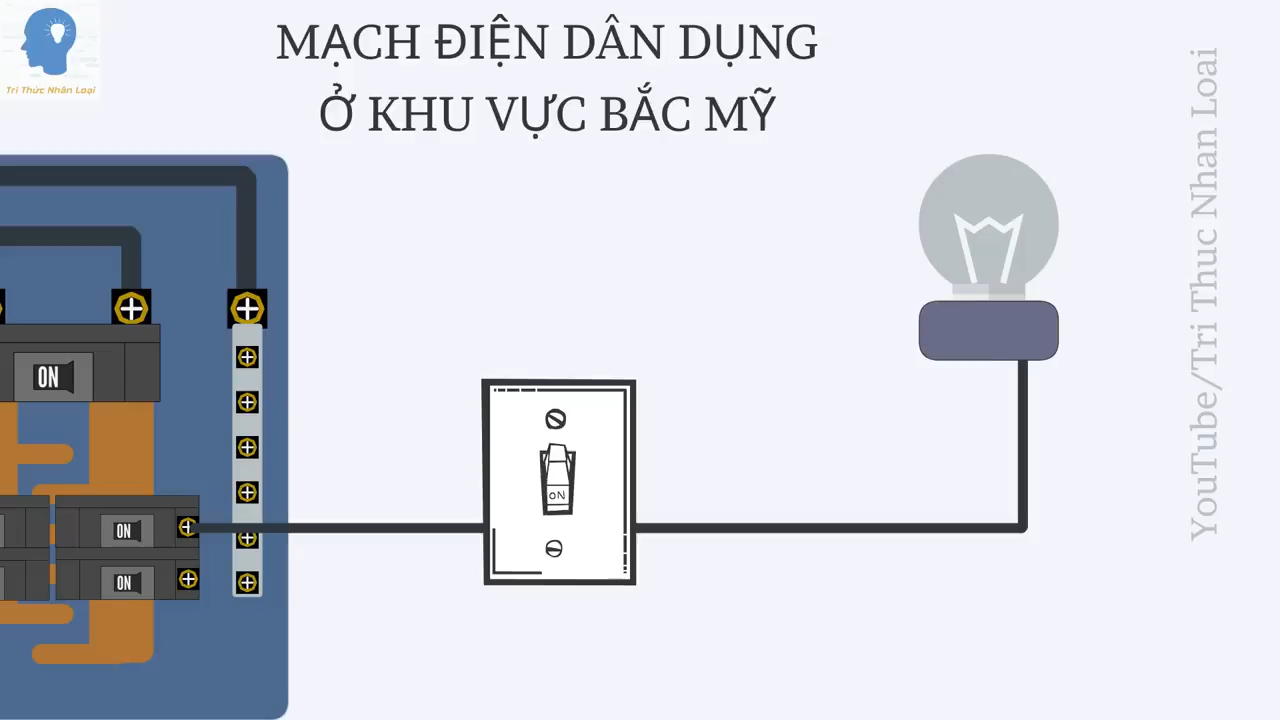 MẠCH ĐIỆN DÂN DỤNG
Ở KHU VỰC BẮC MỸ
Tri Thức Nhân Loại
YouTube/Tri Thuc Nhan Loai
ON
ON
ON
ON